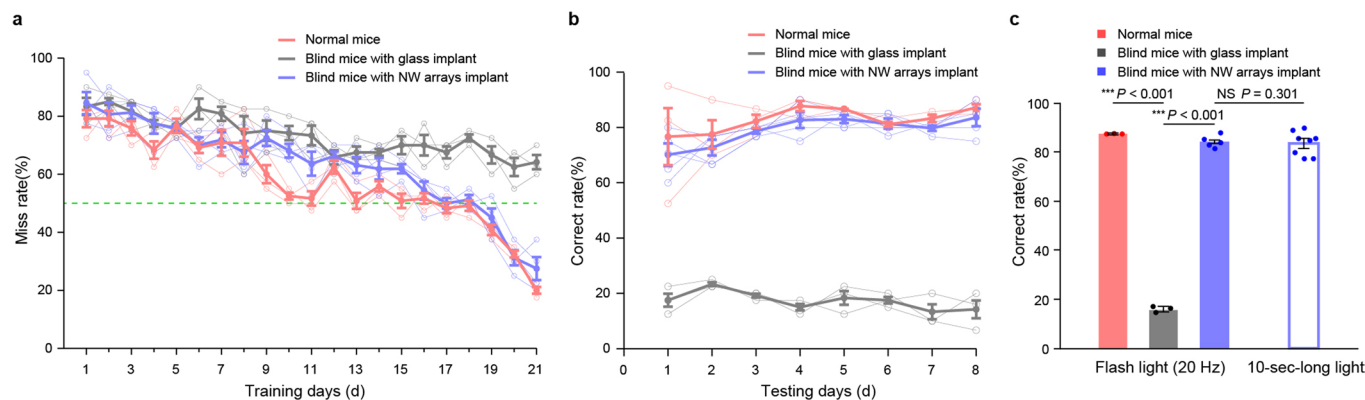 a
Normal mice
Blind mice with glass implant
Blind mice with NW arrays implant
100
80
60
40
20
0
Miss rate(%)
1 3 5 7 9 11 13 15 17 19 21
Training days (d)
b
Normal mice
Blind mice with glass implant
Blind mice with NW arrays implant
100
80
60
40
20
0
Correct rate(%)
0 1 2 3 4 5 6 7 8
Testing days (d)
c
Normal mice
Blind mice with glass implant
Blind mice with NW arrays implant
*** P < 0.001
NS P = 0.301
*** P < 0.001
100
80
60
40
20
0
Correct rate(%)
Flash light (20 Hz)
10-sec-long light